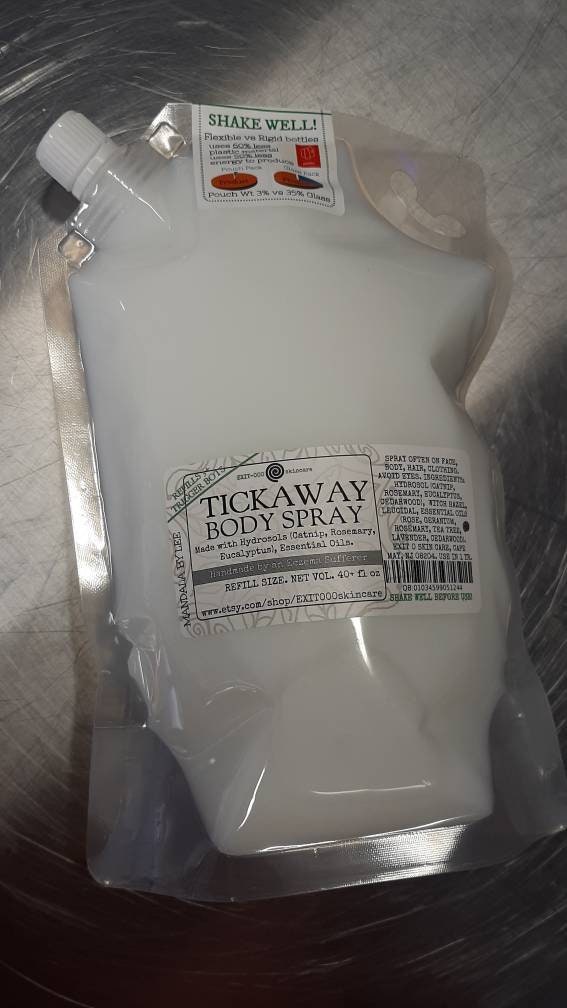 SHAKE WELL!
Flexible vs Rigid bottles
uses 60% less
plastic material
uses 50% less
energy to produce
Pouch Pack
Product
Pouch Wt 3% vs 35% Glass
REFILLS
TRIGGER BOTS
EXIT-000 skincare
TICKAWAY
BODY SPRAY
Made with Hydrosols (Catnip, Rosemary,
Eucalyptus), Essential Oils.
Handmade by an Eczema Sufferer
REFILL SIZE. NET VOL. 40+ fl oz
www.etsy.com/shop/EXIT000skincare
MANDALA BY LEE
SPRAY OFTEN ON FACE,
BODY, HAIR, CLOTHING.
AVOID EYES. INGREDIENTS:
HYDROSOL (CATNIP,
ROSEMARY, EUCALYPTUS,
CEDARWOOD), WITCH HAZEL,
LEUCIDAL, ESSENTIAL OILS
(ROSE, GERANIUM,
ROSEMARY, TEA TREE,
LAVENDER, CEDARWOOD.
EXIT 0 SKIN CARE, CAPE
MAY, NJ 08204. USE IN 1 YR.
SHAKE WELL BEFORE USE!